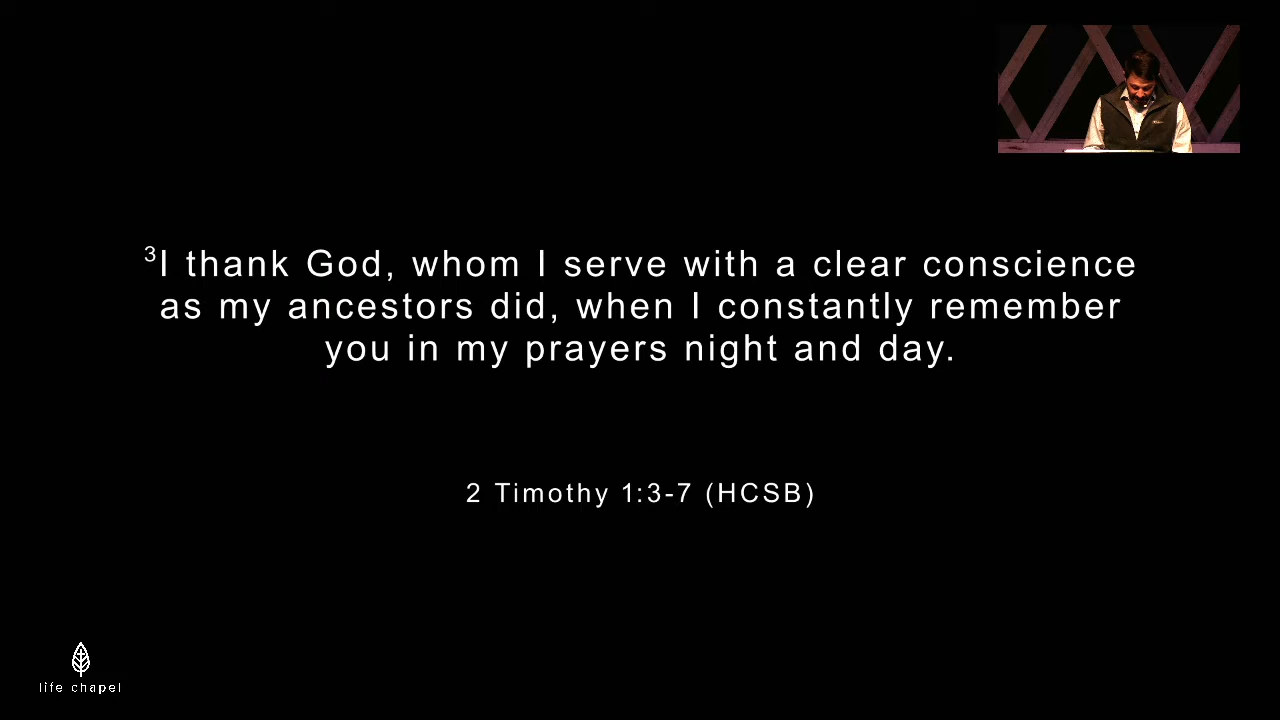 ³I thank God, whom I serve with a clear conscience
as my ancestors did, when I constantly remember
you in my prayers night and day.
2 Timothy 1:3-7 (HCSB)
life chapel